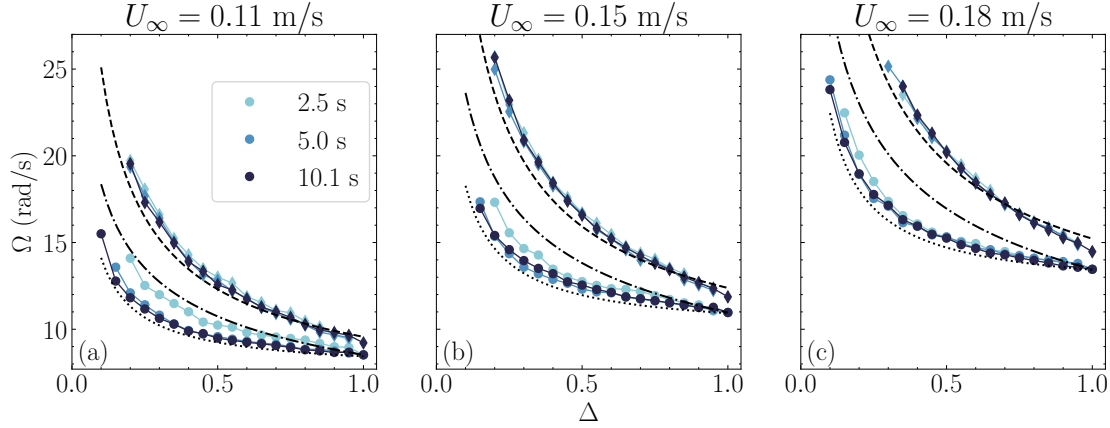 U∞ = 0.11 m/s
U∞ = 0.15 m/s
U∞ = 0.18 m/s
Ω (rad/s)
25
20
15
10
2.5 s
5.0 s
10.1 s
(a)
(b)
(c)
0.0 0.5 1.0
0.0 0.5 1.0
0.0 0.5 1.0
Δ